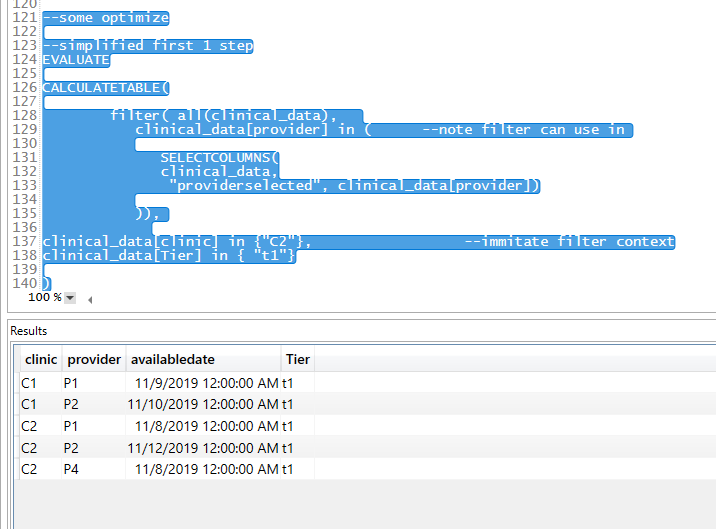 120
121 --some optimize
122
123 --simplified first 1 step
124 EVALUATE
125
126 CALCULATETABLE(
127
128 filter( all(clinical_data),
129 clinical_data[provider] in ( --note filter can use in
130
131 SELECTCOLUMNS(
132 clinical_data,
133 "providerselected", clinical_data[provider])
134
135 )),
136
137 clinical_data[clinic] in {"C2"}, --immitate filter context
138 clinical_data[Tier] in { "t1"}
139
140 )
100 %
Results
clinic provider availabledate Tier
C1 P1 11/9/2019 12:00:00 AM t1
C1 P2 11/10/2019 12:00:00 AM t1
C2 P1 11/8/2019 12:00:00 AM t1
C2 P2 11/12/2019 12:00:00 AM t1
C2 P4 11/8/2019 12:00:00 AM t1